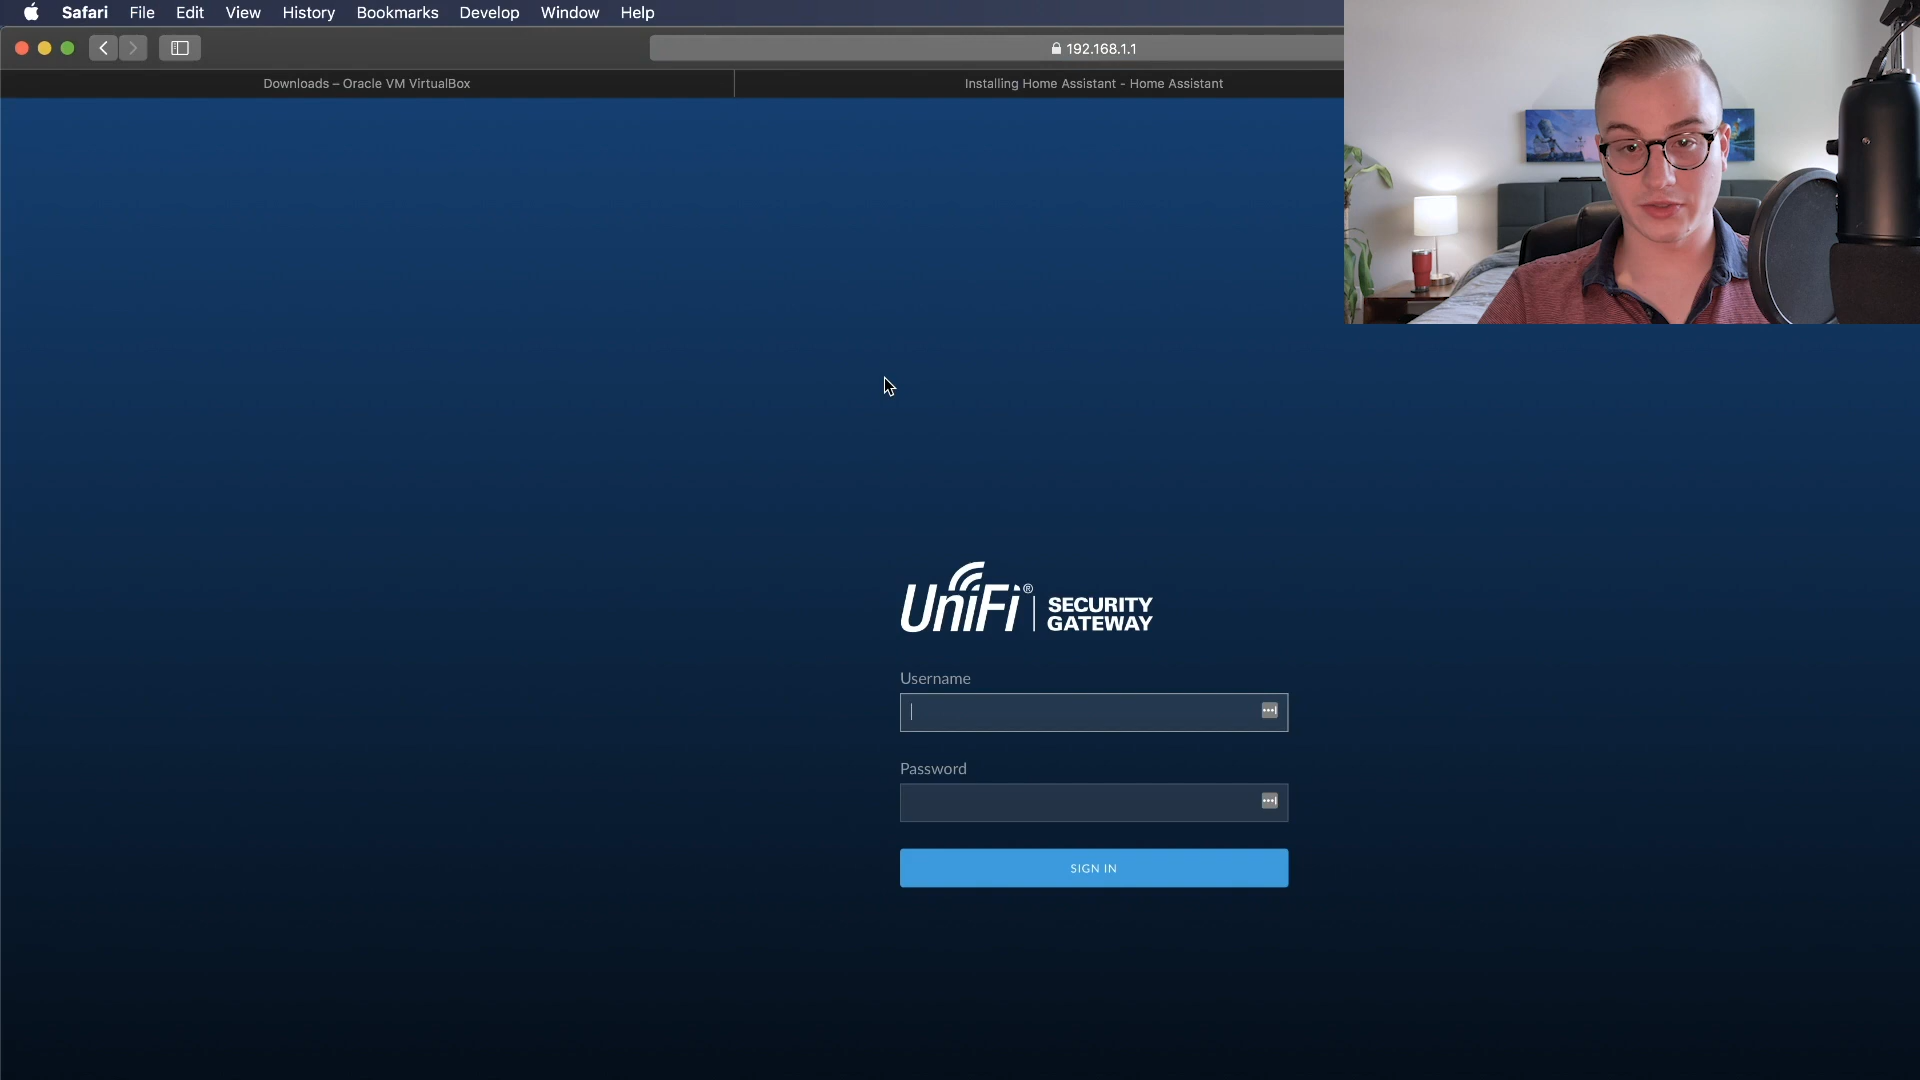 Safari File Edit View History Bookmarks Develop Window Help
192.168.1.1
Downloads – Oracle VM VirtualBox
Installing Home Assistant - Home Assistant
UniFi® | SECURITY GATEWAY
Username
Password
SIGN IN